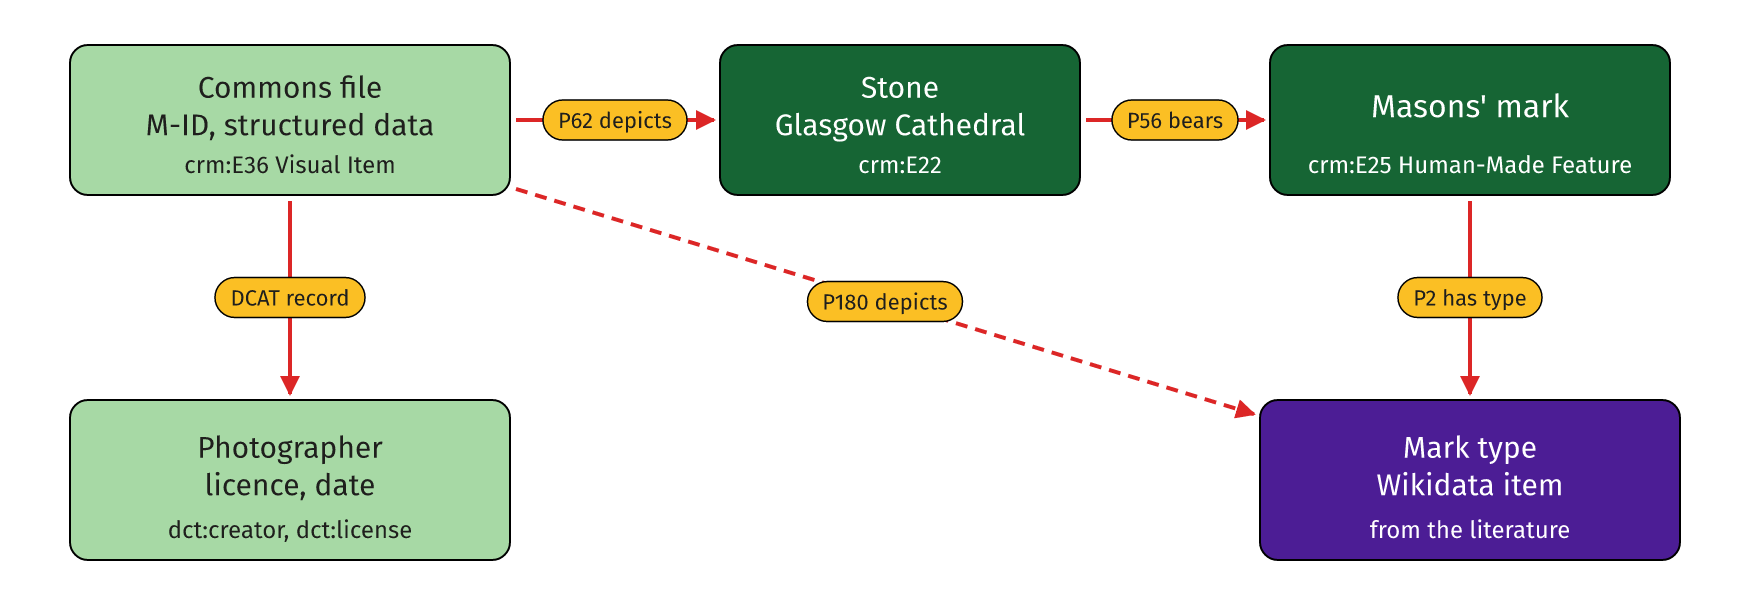 Commons file
M-ID, structured data
crm:E36 Visual Item
P62 depicts
Stone
Glasgow Cathedral
crm:E22
P56 bears
Masons' mark
crm:E25 Human-Made Feature
DCAT record
P180 depicts
P2 has type
Photographer
licence, date
dct:creator, dct:license
Mark type
Wikidata item
from the literature